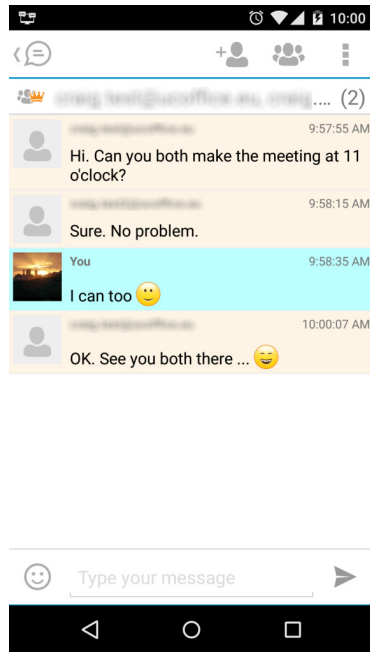 10:00
.... (2)
9:57:55 AM
Hi. Can you both make the meeting at 11
o'clock?
9:58:15 AM
Sure. No problem.
You 9:58:35 AM
I can too
10:00:07 AM
OK. See you both there ...
Type your message